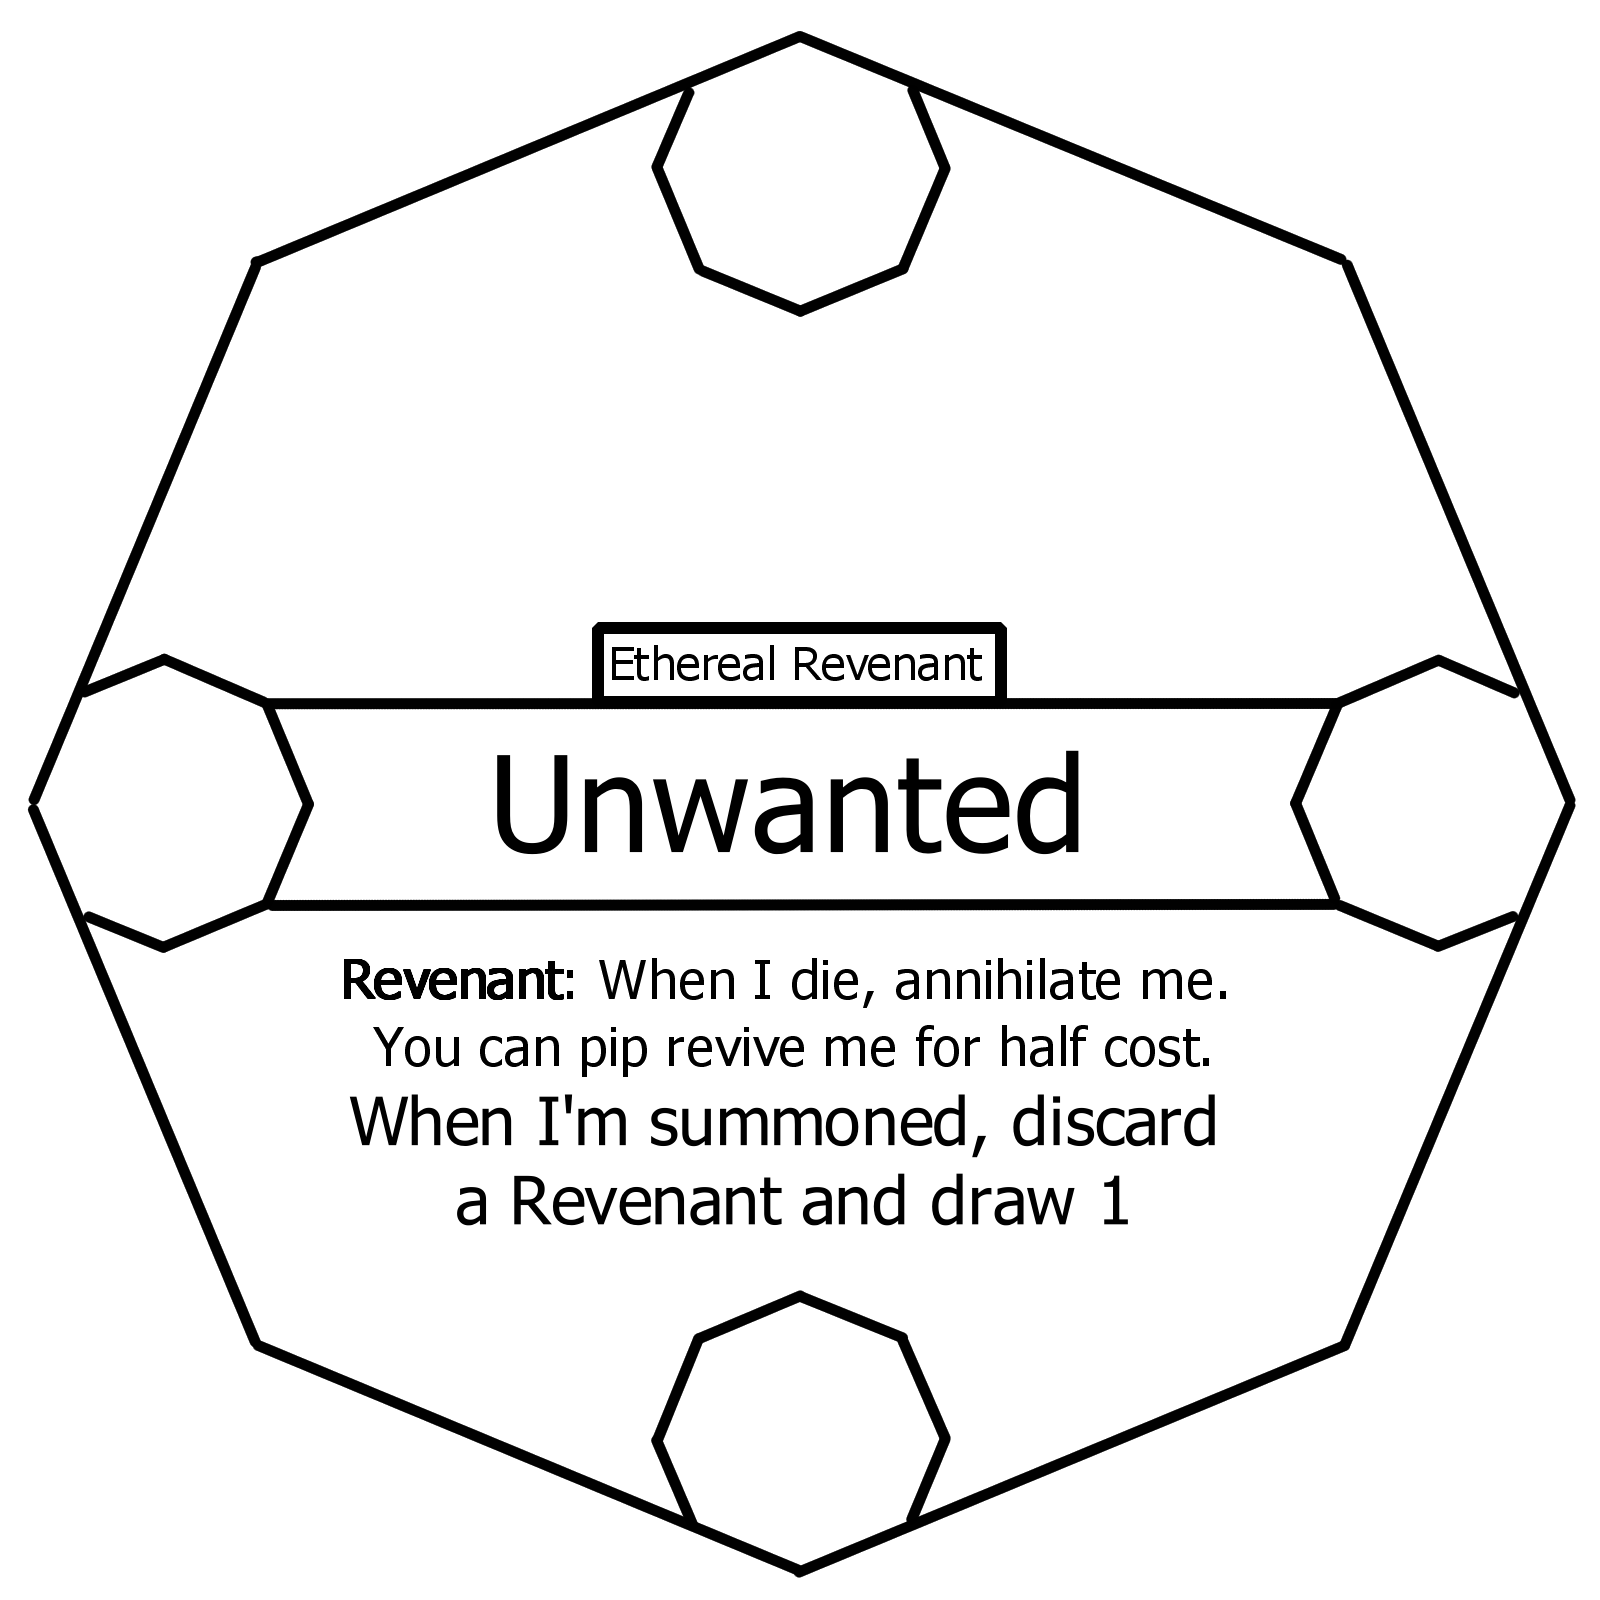 Ethereal Revenant
Unwanted
Revenant: When I die, annihilate me.
You can pip revive me for half cost.
When I'm summoned, discard
a Revenant and draw 1